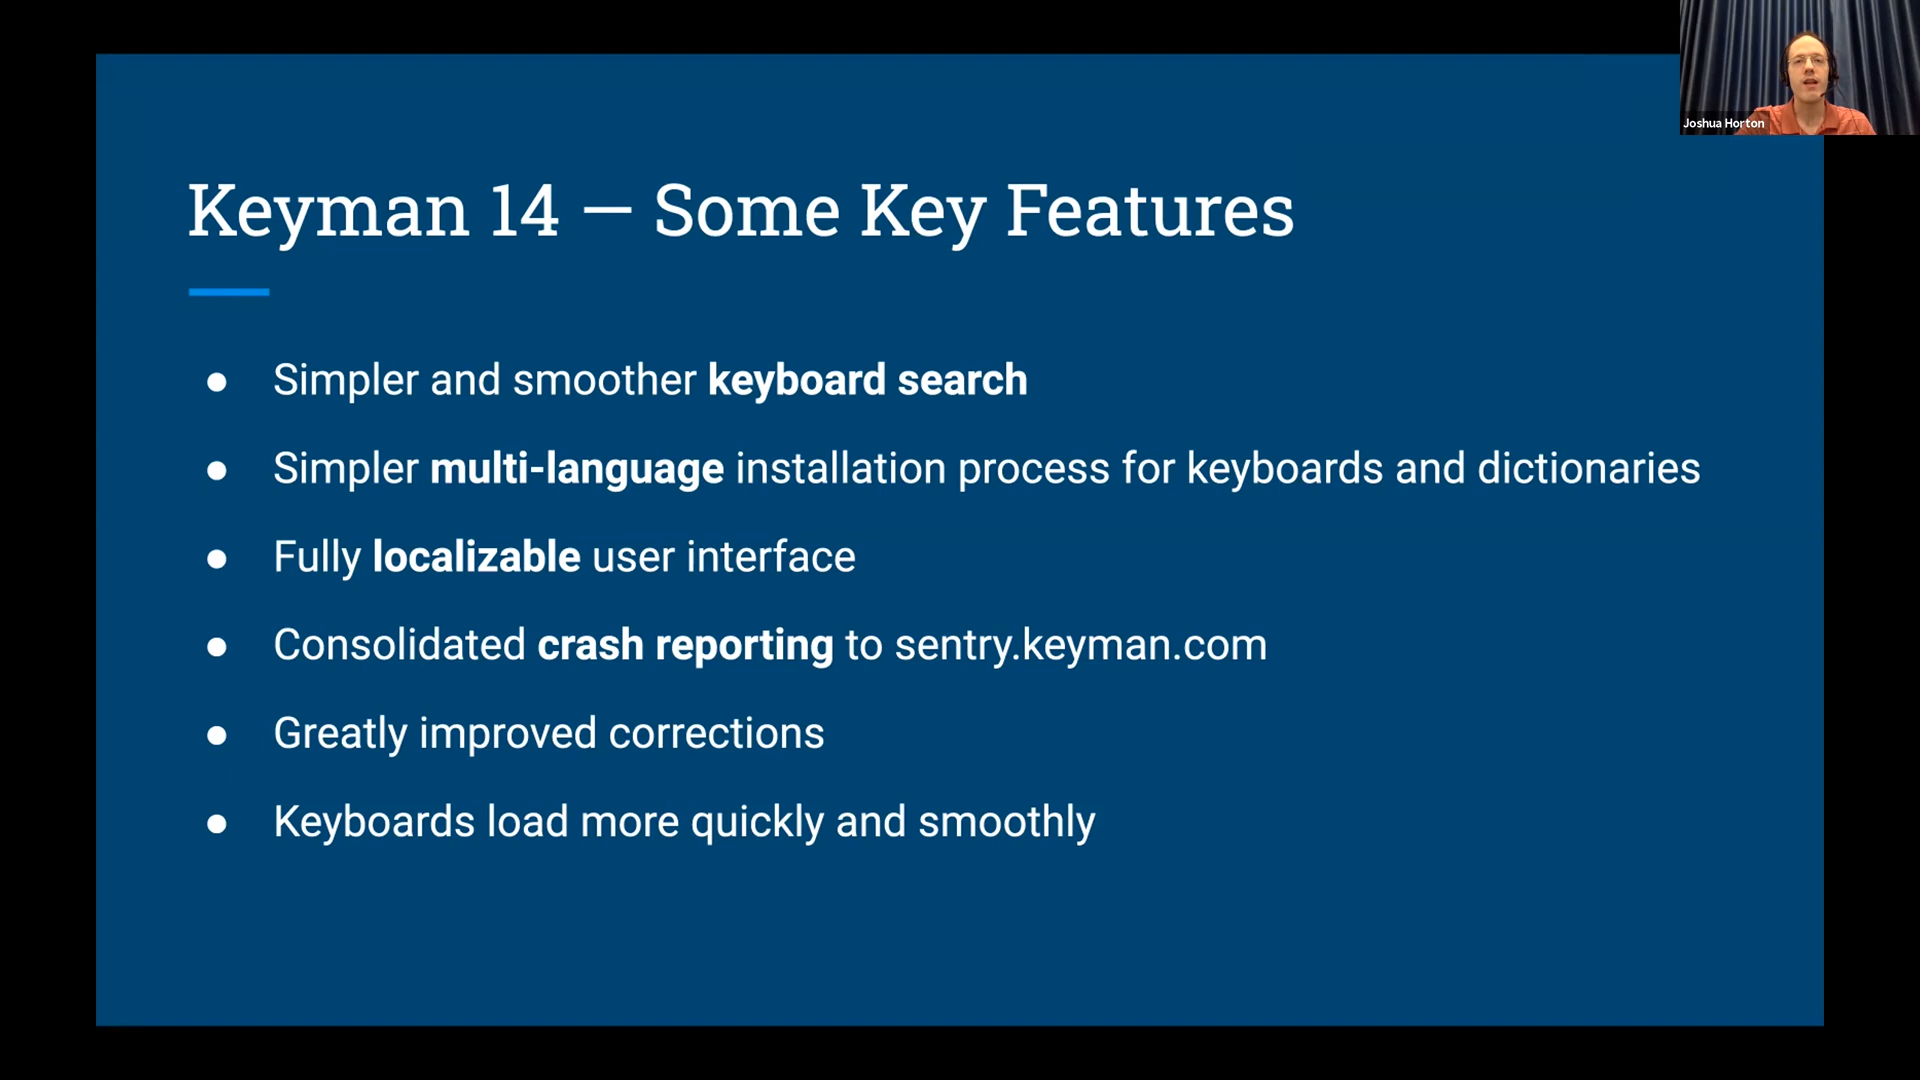 Joshua Horton
Keyman 14 — Some Key Features
● Simpler and smoother keyboard search
● Simpler multi-language installation process for keyboards and dictionaries
● Fully localizable user interface
● Consolidated crash reporting to sentry.keyman.com
● Greatly improved corrections
● Keyboards load more quickly and smoothly